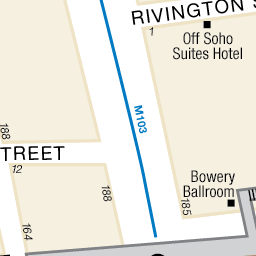 RIVINGTON S
1
Off Soho
Suites Hotel
M103
188
TREET
12
188
Bowery
Ballroom
185
164